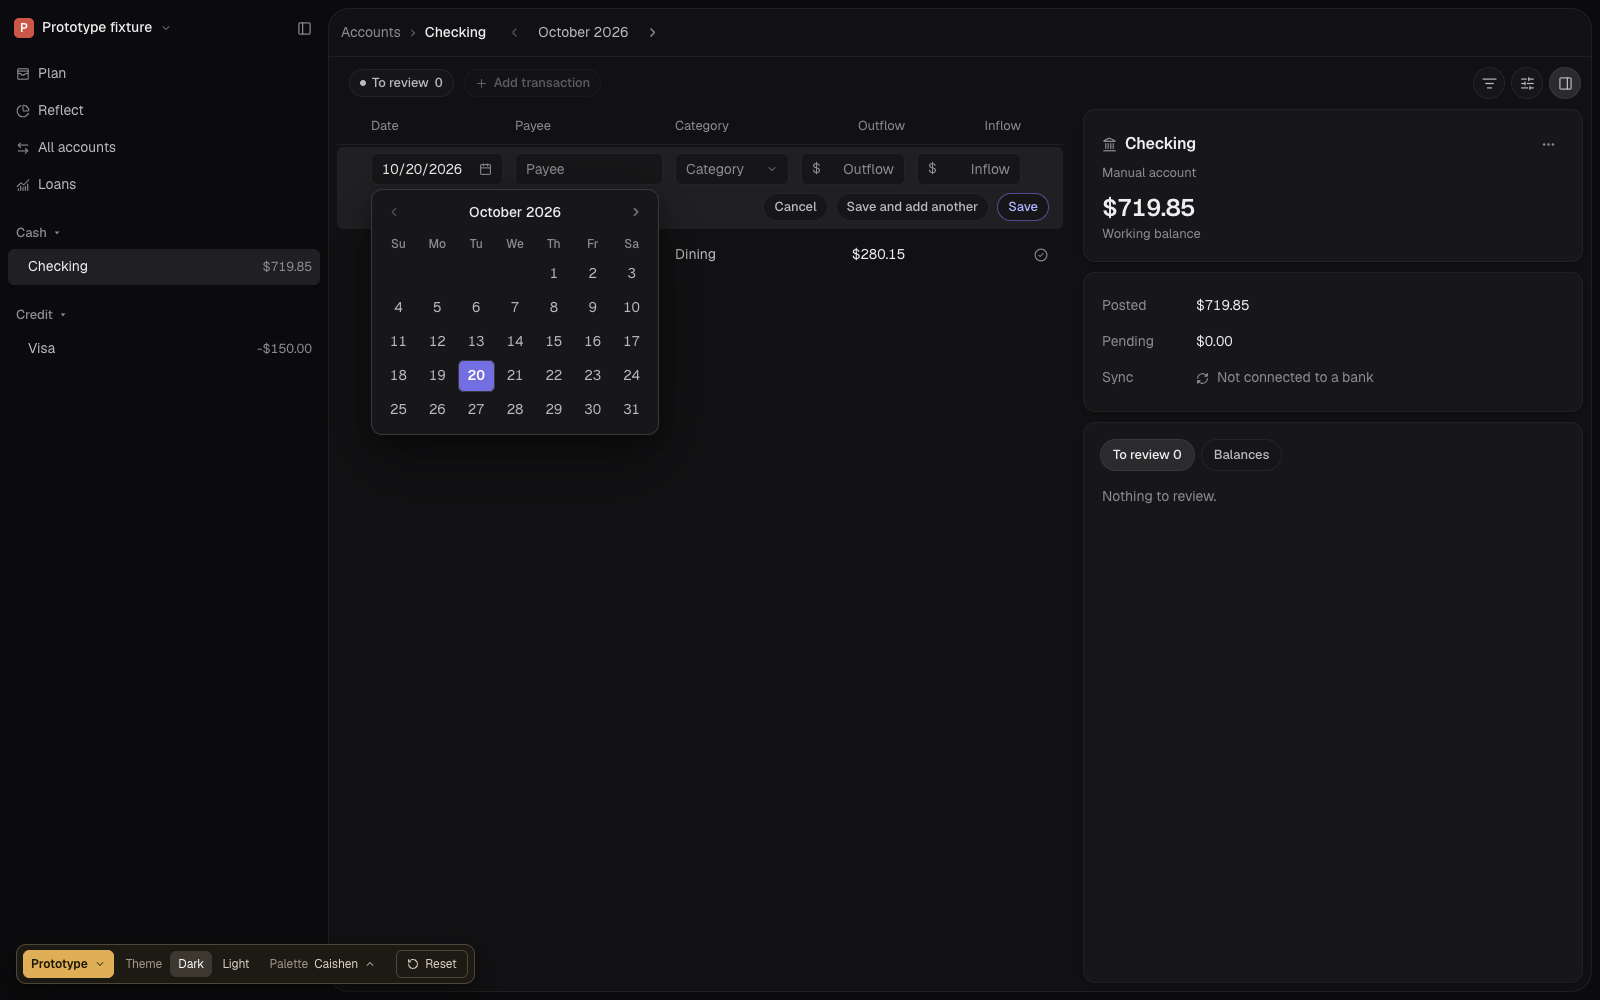 P Prototype fixture
Plan
Reflect
All accounts
Loans
Cash
Checking $719.85
Credit
Visa -$150.00
Accounts › Checking October 2026
To review 0 + Add transaction
Date Payee Category Outflow Inflow
10/20/2026 Payee Category $ Outflow $ Inflow
Cancel Save and add another Save
October 2026
Su Mo Tu We Th Fr Sa
1 2 3
4 5 6 7 8 9 10
11 12 13 14 15 16 17
18 19 20 21 22 23 24
25 26 27 28 29 30 31
Dining $280.15
Checking
Manual account
$719.85
Working balance
Posted $719.85
Pending $0.00
Sync Not connected to a bank
To review 0 Balances
Nothing to review.
Prototype Theme Dark Light Palette Caishen Reset